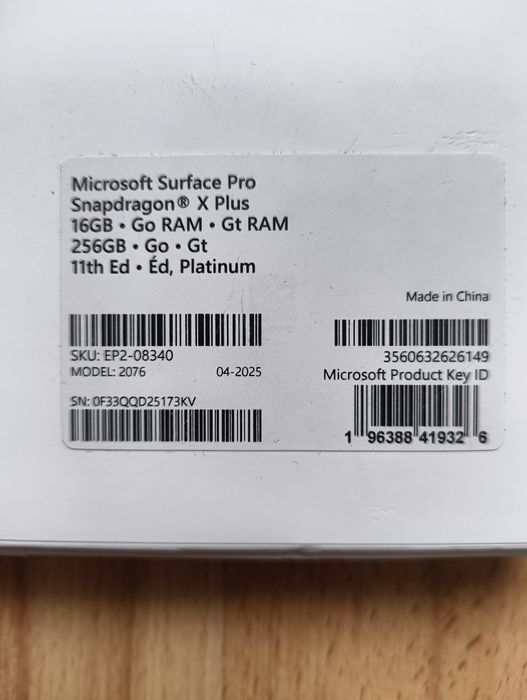 Microsoft Surface Pro
Snapdragon® X Plus
16GB • Go RAM • Gt RAM
256GB • Go • Gt
11th Ed • Éd, Platinum
Made in China
SKU: EP2-08340
MODEL: 2076 04-2025
SN: 0F33QQD25173KV
3560632626149
Microsoft Product Key ID
1 96388 41932 6